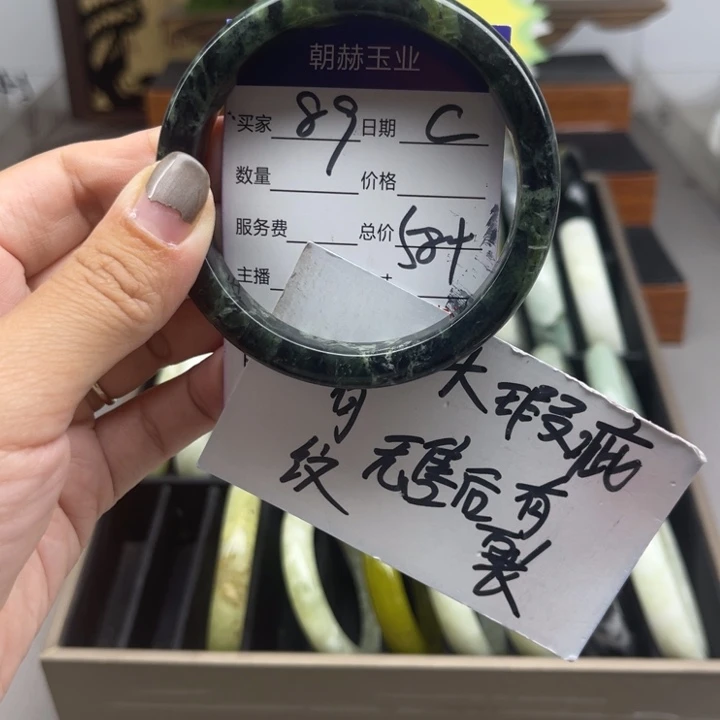 朝赫玉业
买家 89 日期 C
数量 价格
服务费 总价 584
主播
大瑕疵
有纹 无售后有裂